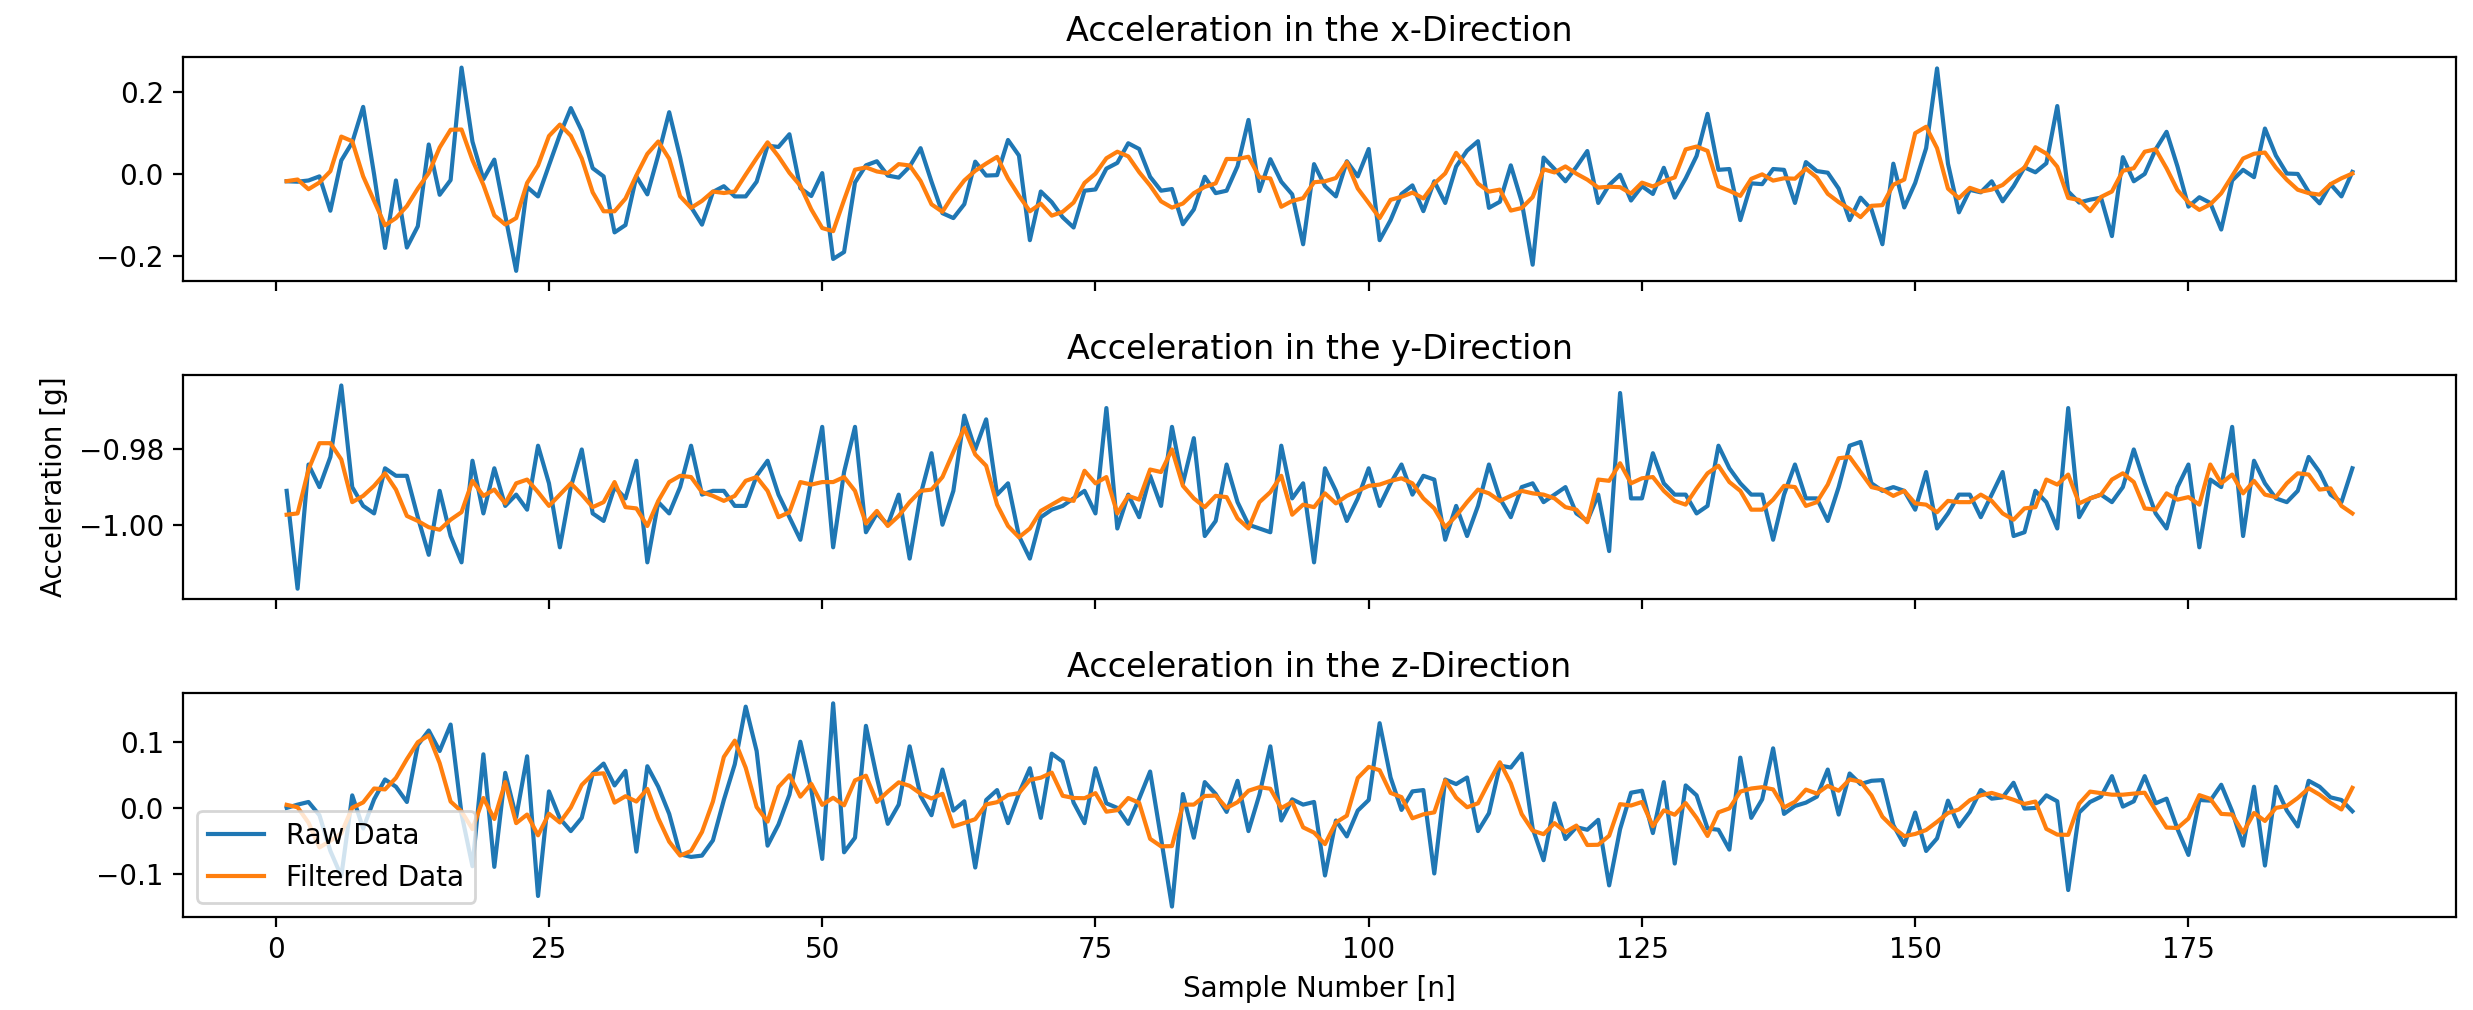 Acceleration in the x-Direction
0.2
0.0
−0.2
Acceleration in the y-Direction
Acceleration [g]
−0.98
−1.00
Acceleration in the z-Direction
0.1
0.0
−0.1
Raw Data
Filtered Data
0 25 50 75 100 125 150 175
Sample Number [n]